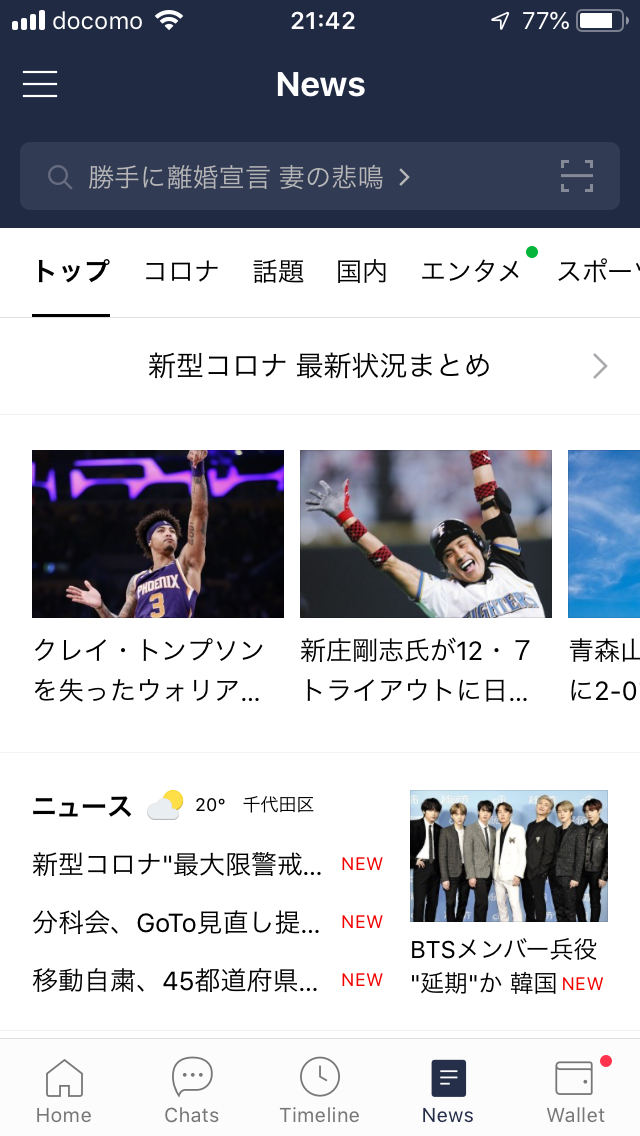 docomo 21:42 77%
News
勝手に離婚宣言 妻の悲鳴
トップ コロナ 話題 国内 エンタメ スポーツ
新型コロナ 最新状況まとめ
PHOENIX
3
FIGHTERS
クレイ・トンプソン
を失ったウォリア...
新庄剛志氏が12・7
トライアウトに日...
青森山
に2-0
ニュース 20° 千代田区
新型コロナ"最大限警戒... NEW
分科会、GoTo見直し提... NEW
移動自粛、45都道府県... NEW
BTSメンバー兵役
"延期"か 韓国 NEW
Home Chats Timeline News Wallet